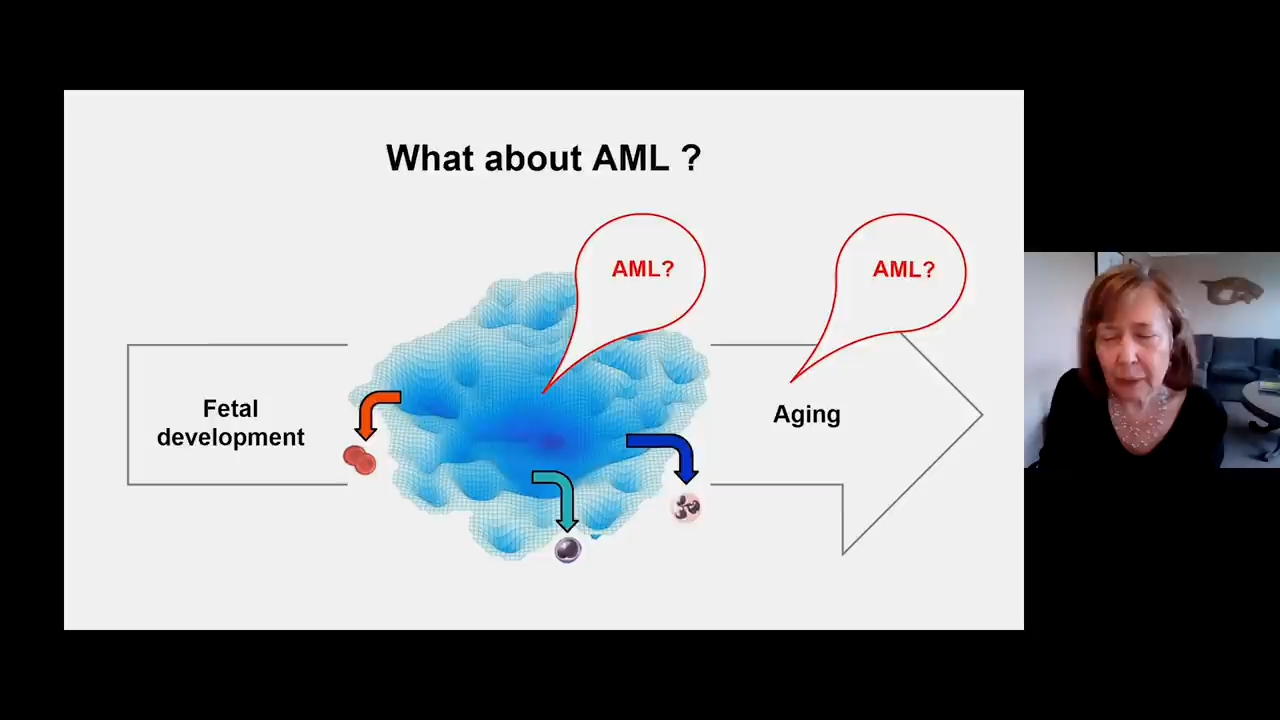 What about AML ?
AML?
AML?
Fetal
development
Aging